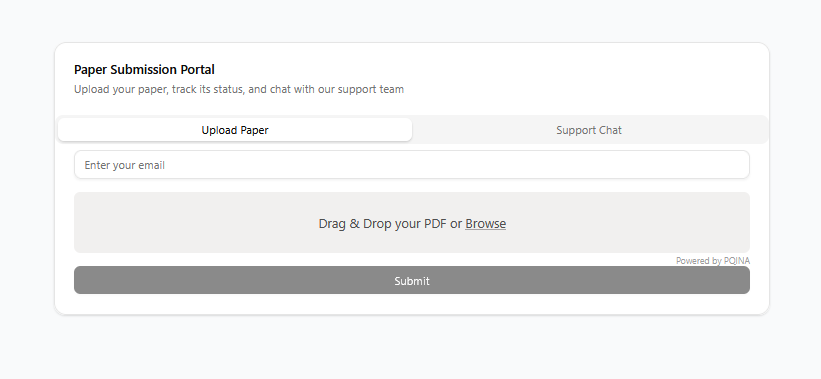 Paper Submission Portal
Upload your paper, track its status, and chat with our support team
Upload Paper
Support Chat
Enter your email
Drag & Drop your PDF or Browse
Powered by PQINA
Submit